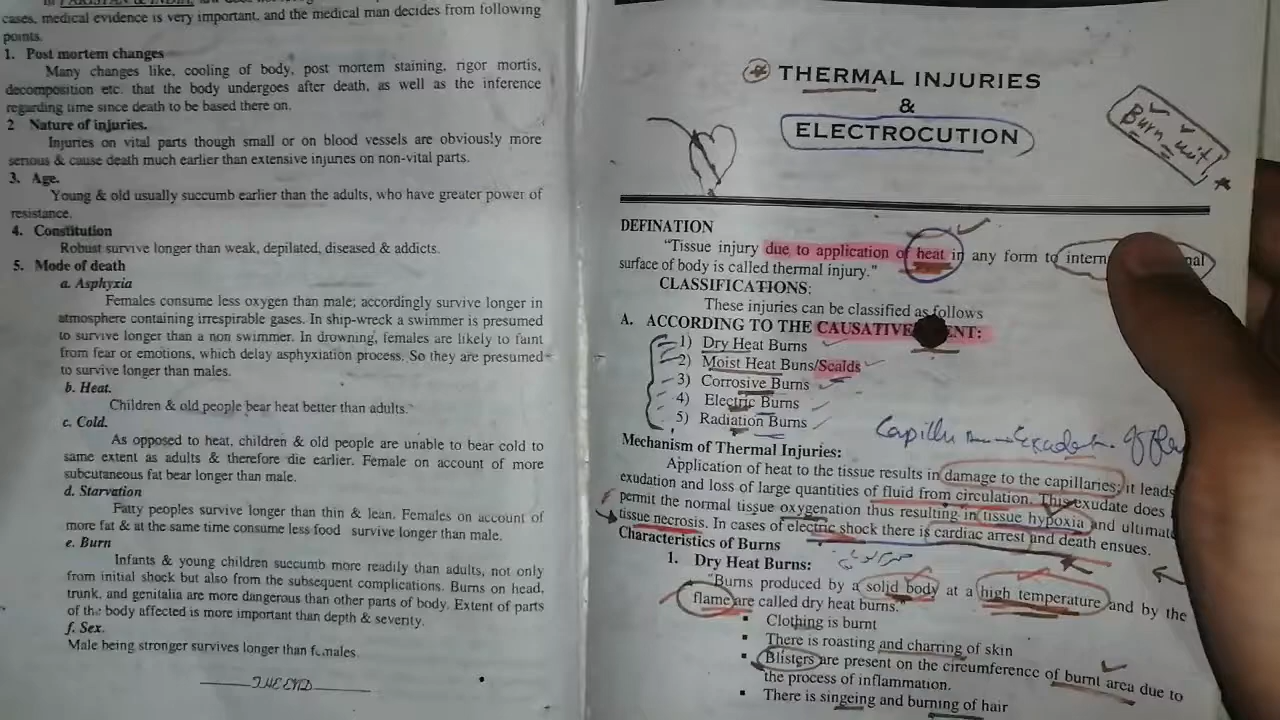 in PAKISTAN & INDIA,
cases, medical evidence is very important, and the medical man decides from following
points.
1. Post mortem changes
Many changes like, cooling of body, post mortem staining, rigor mortis,
decomposition etc. that the body undergoes after death, as well as the inference
regarding time since death to be based there on.
2 Nature of injuries.
Injuries on vital parts though small or on blood vessels are obviously more
serious & cause death much earlier than extensive injuries on non-vital parts.
3. Age.
Young & old usually succumb earlier than the adults, who have greater power of
resistance.
4. Constitution
Robust survive longer than weak, depilated, diseased & addicts.
5. Mode of death
a. Asphyxia
Females consume less oxygen than male; accordingly survive longer in
atmosphere containing irrespirable gases. In ship-wreck a swimmer is presumed
to survive longer than a non swimmer. In drowning, females are likely to faint
from fear or emotions, which delay asphyxiation process. So they are presumed
to survive longer than males.
b. Heat.
Children & old people bear heat better than adults.
c. Cold.
As opposed to heat, children & old people are unable to bear cold to
same extent as adults & therefore die earlier. Female on account of more
subcutaneous fat bear longer than male.
d. Starvation
Fatty peoples survive longer than thin & lean. Females on account of
more fat & at the same time consume less food survive longer than male.
e. Burn
Infants & young children succumb more readily than adults, not only
from initial shock but also from the subsequent complications. Burns on head,
trunk, and genitalia are more dangerous than other parts of body. Extent of parts
of the body affected is more important than depth & severity.
f. Sex.
Male being stronger survives longer than females.
THE END
THERMAL INJURIES
&
ELECTROCUTION
Burn unit
DEFINATION
"Tissue injury due to application of heat in any form to intern nal
surface of body is called thermal injury."
CLASSIFICATIONS:
These injuries can be classified as follows
A. ACCORDING TO THE CAUSATIVE ENT:
1) Dry Heat Burns
2) Moist Heat Buns/Scalds
3) Corrosive Burns
4) Electric Burns
5) Radiation Burns
Mechanism of Thermal Injuries:
Application of heat to the tissue results in damage to the capillaries; it leads
exudation and loss of large quantities of fluid from circulation. This exudate does
permit the normal tissue oxygenation thus resulting in tissue hypoxia and ultimate
tissue necrosis. In cases of electric shock there is cardiac arrest and death ensues.
Characteristics of Burns
1. Dry Heat Burns:
"Burns produced by a solid body at a high temperature and by the
flame are called dry heat burns."
▪ Clothing is burnt
▪ There is roasting and charring of skin
▪ Blisters are present on the circumference of burnt area due to
the process of inflammation.
▪ There is singeing and burning of hair